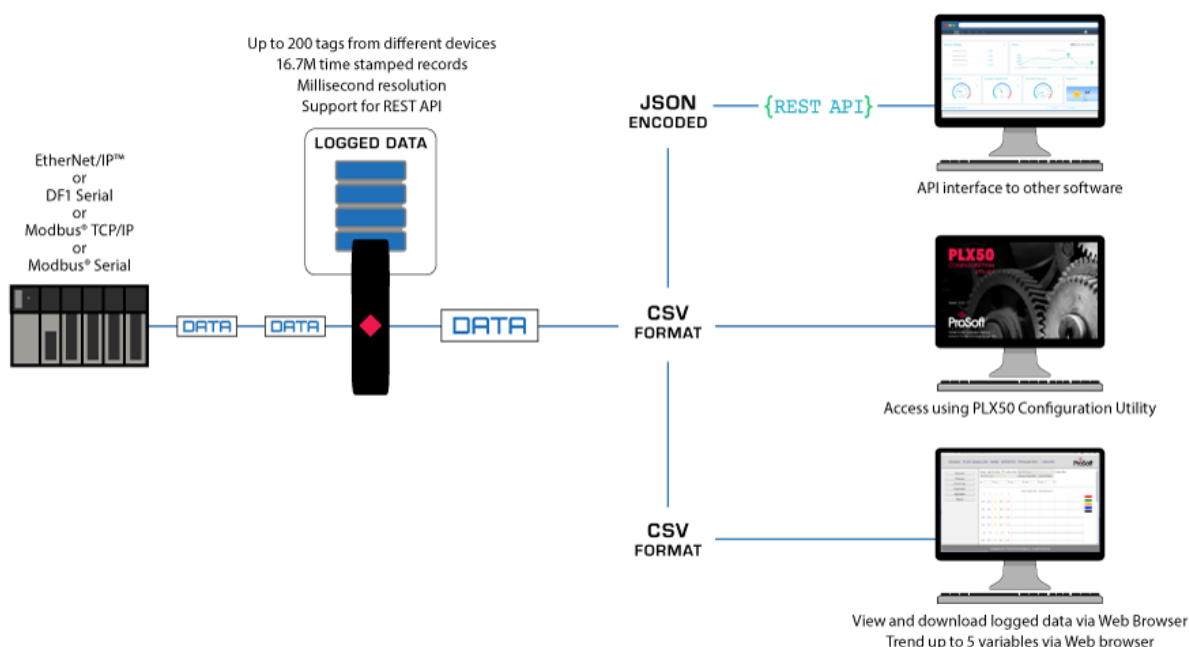 Up to 200 tags from different devices
16.7M time stamped records
Millisecond resolution
Support for REST API
LOGGED DATA
EtherNet/IP™
or
DF1 Serial
or
Modbus® TCP/IP
or
Modbus® Serial
DATA
DATA
DATA
JSON
ENCODED
{REST API}
API interface to other software
CSV
FORMAT
PLX50
CONFIGURATION
UTILITY
ProSoft
Access using PLX50 Configuration Utility
CSV
FORMAT
ProSoft
View and download logged data via Web Browser
Trend up to 5 variables via Web browser